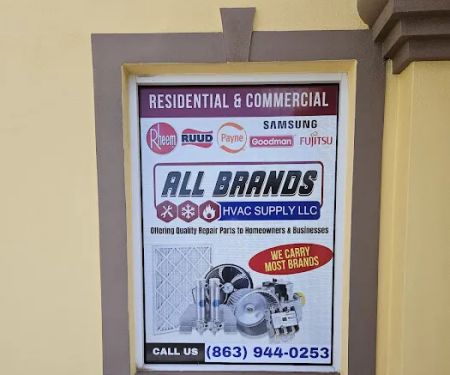 RESIDENTIAL & COMMERCIAL
Rheem RUUD Payne SAMSUNG
Goodman FUJITSU
ALL BRANDS
HVAC SUPPLY LLC
Offering Quality Repair Parts to Homeowners & Businesses
WE CARRY
MOST BRANDS
CALL US (863) 944-0253